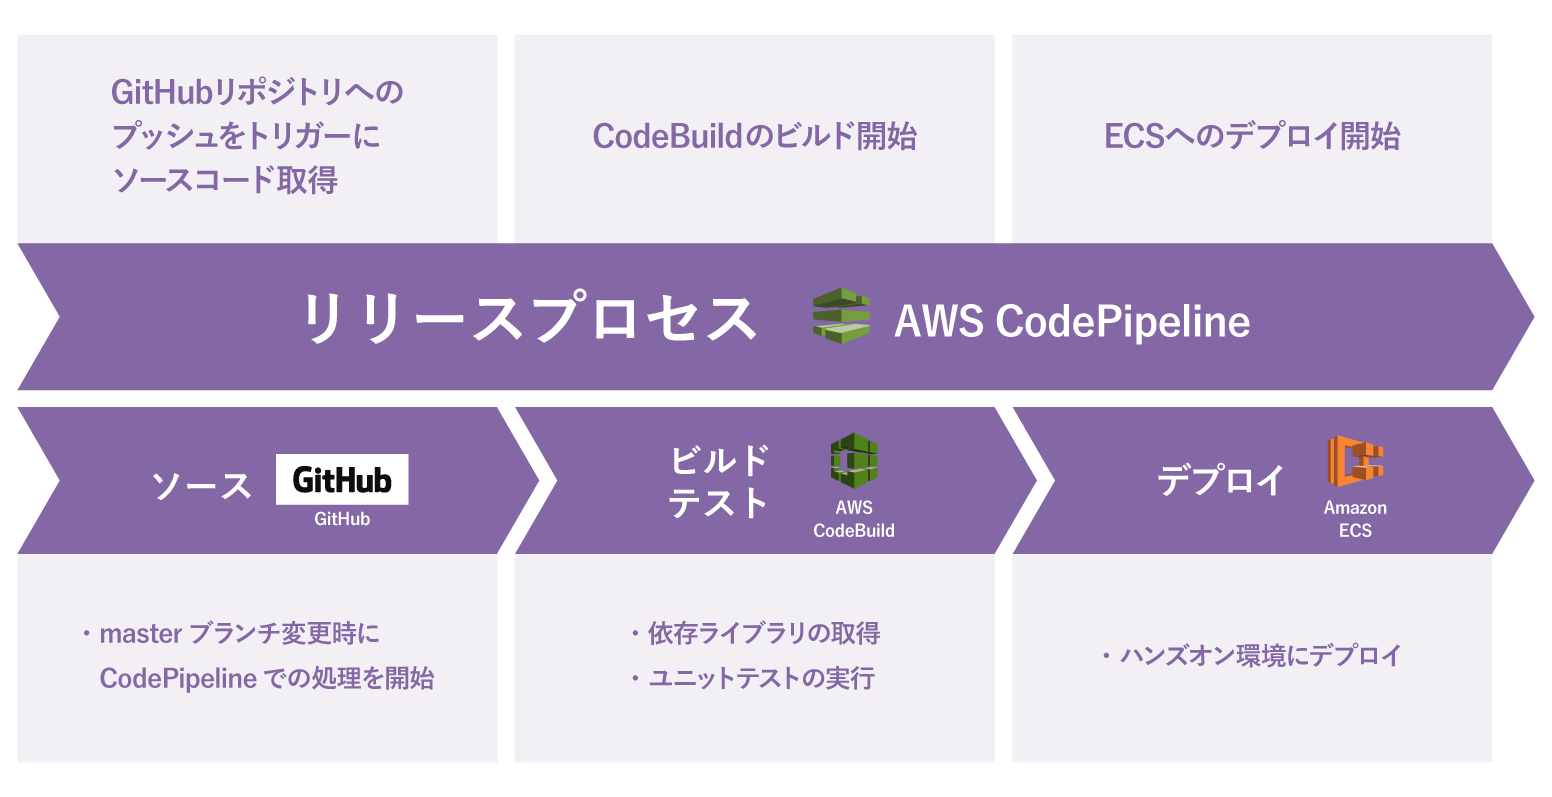 GitHubリポジトリへの
プッシュをトリガーに
ソースコード取得
CodeBuildのビルド開始
ECSへのデプロイ開始
リリースプロセス AWS CodePipeline
ソース
GitHub
GitHub
ビルド
テスト
AWS
CodeBuild
デプロイ
Amazon
ECS
・master ブランチ変更時に
CodePipeline での処理を開始
・依存ライブラリの取得
・ユニットテストの実行
・ハンズオン環境にデプロイ